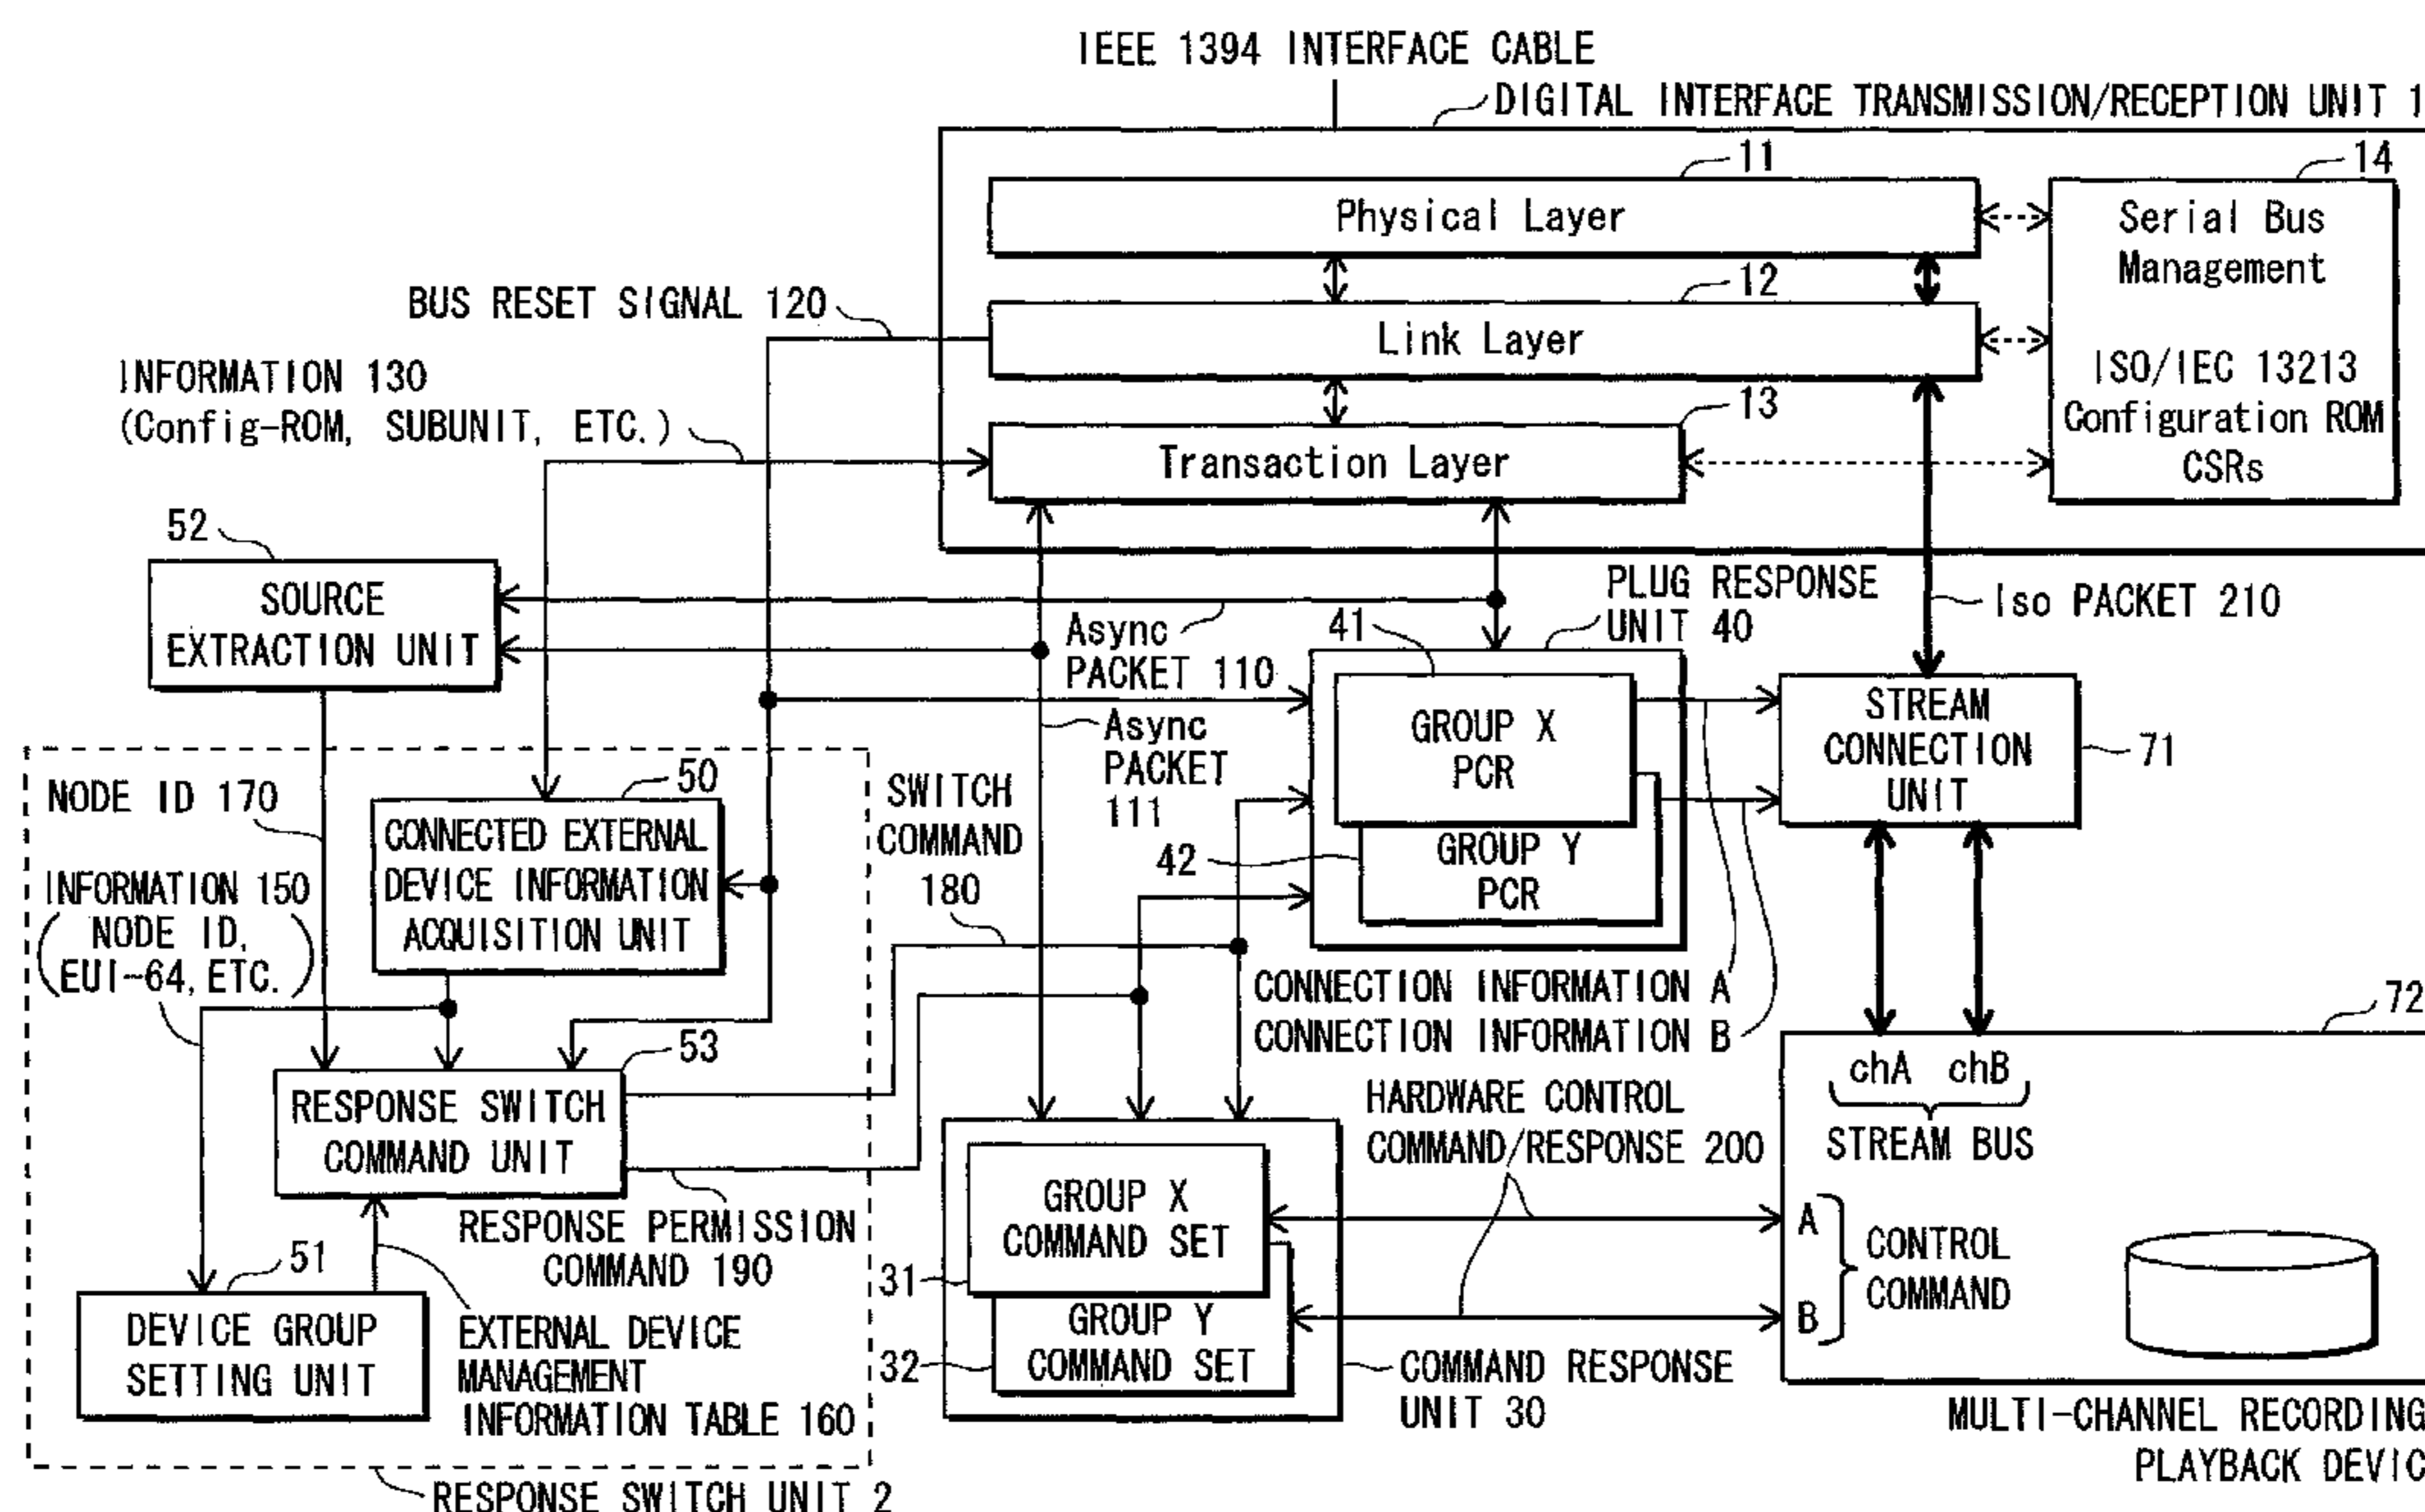 IEEE 1394 INTERFACE CABLE
DIGITAL INTERFACE TRANSMISSION/RECEPTION UNIT 1
11
14
Physical Layer
Serial Bus
Management
ISO/IEC 13213
Configuration ROM
CSRs
12
BUS RESET SIGNAL 120
Link Layer
INFORMATION 130
(Config-ROM, SUBUNIT, ETC.)
13
Transaction Layer
52
SOURCE
EXTRACTION UNIT
Async
PACKET 110
PLUG RESPONSE
UNIT 40
Iso PACKET 210
41
GROUP X
PCR
42
GROUP Y
PCR
STREAM
CONNECTION
UNIT
71
Async
PACKET
111
SWITCH
COMMAND
180
NODE ID 170
50
CONNECTED EXTERNAL
DEVICE INFORMATION
ACQUISITION UNIT
INFORMATION 150
(NODE ID,
EUI-64, ETC.)
CONNECTION INFORMATION A
CONNECTION INFORMATION B
72
53
RESPONSE SWITCH
COMMAND UNIT
chA chB
STREAM BUS
HARDWARE CONTROL
COMMAND/RESPONSE 200
RESPONSE PERMISSION
COMMAND 190
GROUP X
COMMAND SET
31
A
B
CONTROL
COMMAND
51
DEVICE GROUP
SETTING UNIT
EXTERNAL DEVICE
MANAGEMENT
INFORMATION TABLE 160
GROUP Y
COMMAND SET
32
COMMAND RESPONSE
UNIT 30
MULTI-CHANNEL RECORDING
PLAYBACK DEVIC
RESPONSE SWITCH UNIT 2